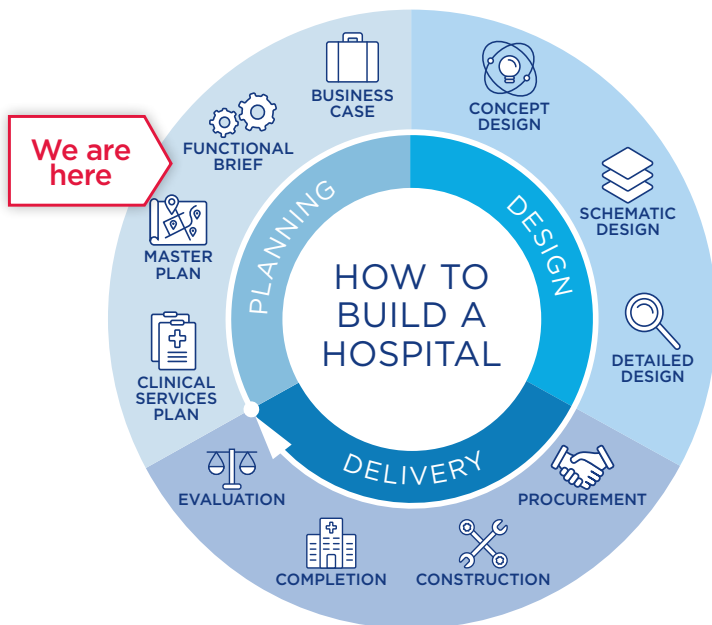 BUSINESS
CASE
CONCEPT
DESIGN
We are
here
FUNCTIONAL
BRIEF
SCHEMATIC
DESIGN
MASTER
PLAN
DETAILED
DESIGN
CLINICAL
SERVICES
PLAN
PLANNING
DESIGN
HOW TO
BUILD A
HOSPITAL
DELIVERY
EVALUATION
PROCUREMENT
COMPLETION
CONSTRUCTION